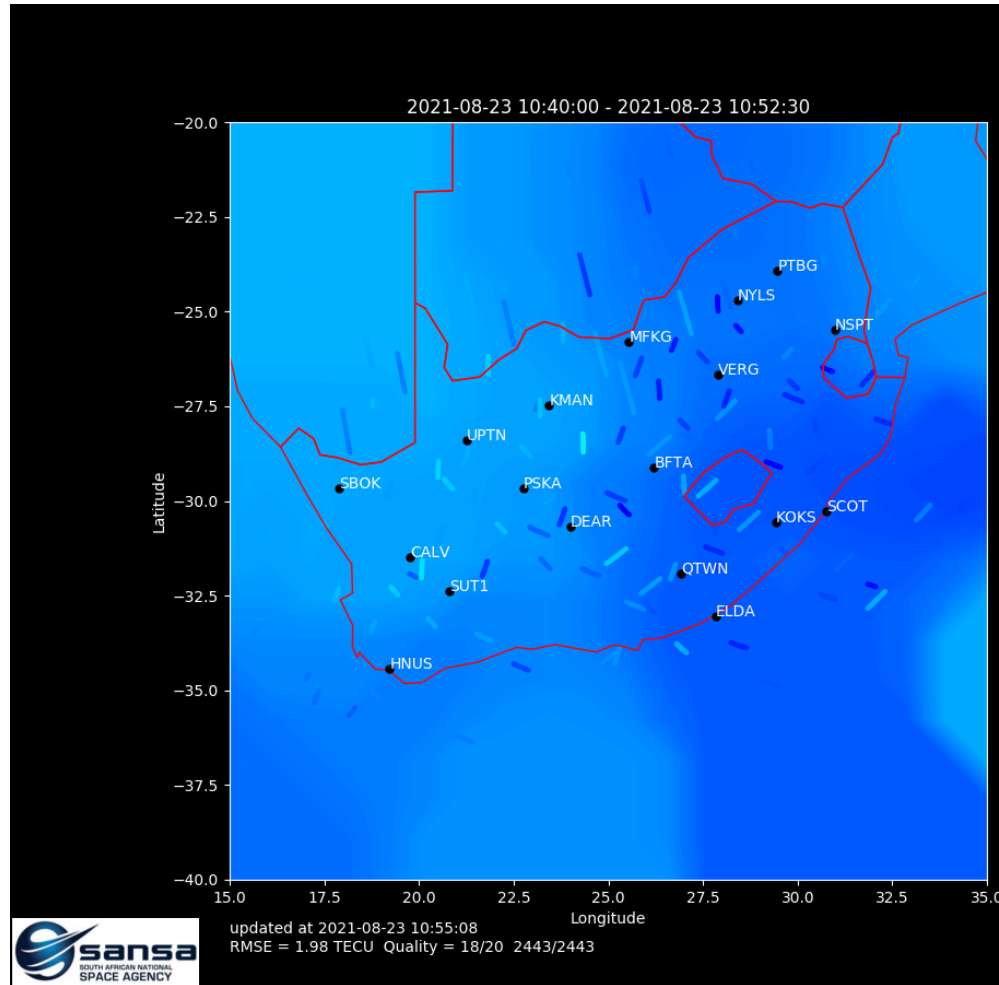 2021-08-23 10:40:00 - 2021-08-23 10:52:30
−20.0
−22.5
−25.0
−27.5
−30.0
−32.5
−35.0
−37.5
−40.0
Latitude
PTBG
NYLS
NSPT
MFKG
VERG
KMAN
UPTN
BFTA
SBOK
PSKA
SCOT
KOKS
DEAR
CALV
QTWN
SUT1
ELDA
HNUS
15.0 17.5 20.0 22.5 25.0 27.5 30.0 32.5 35.0
Longitude
updated at 2021-08-23 10:55:08
RMSE = 1.98 TECU Quality = 18/20 2443/2443
sansa
SOUTH AFRICAN NATIONAL
SPACE AGENCY